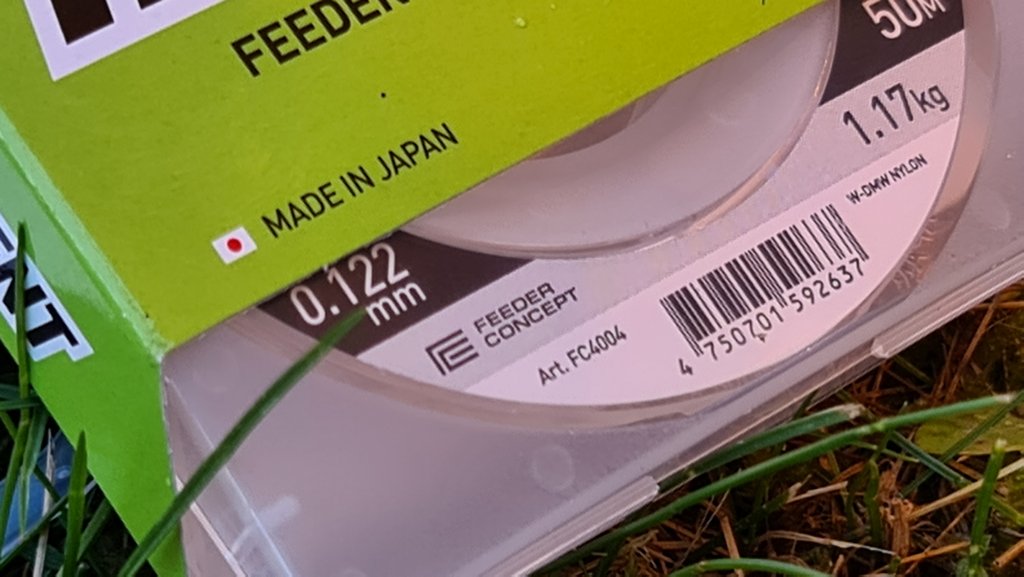 FEEDER
MADE IN JAPAN
50M
1.17kg
0.122
mm
FEEDER
CONCEPT
Art. FC4004
W-DMW NYLON
4 750701 592637